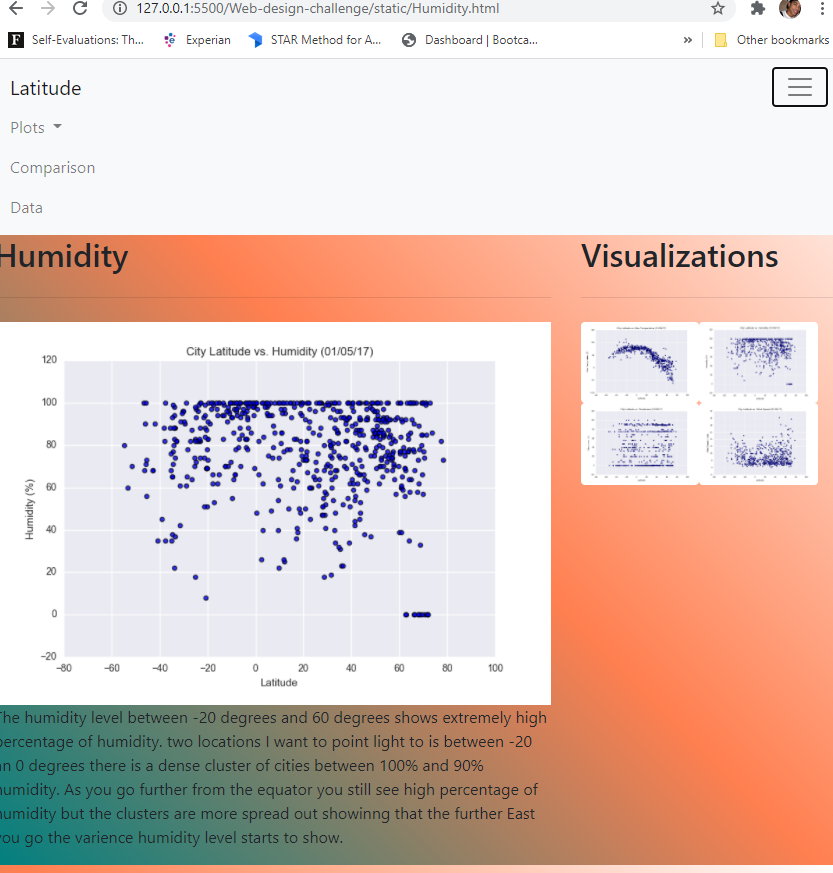 127.0.0.1:5500/Web-design-challenge/static/Humidity.html
Self-Evaluations: Th... Experian STAR Method for A... Dashboard | Bootca... » Other bookmarks
Latitude
Plots
Comparison
Data
Humidity
Visualizations
City Latitude vs. Humidity (01/05/17)
120
100
80
60
40
20
0
−20
Humidity (%)
−80 −60 −40 −20 0 20 40 60 80 100
Latitude
The humidity level between -20 degrees and 60 degrees shows extremely high
percentage of humidity. two locations I want to point light to is between -20
an 0 degrees there is a dense cluster of cities between 100% and 90%
humidity. As you go further from the equator you still see high percentage of
humidity but the clusters are more spread out showinng that the further East
you go the varience humidity level starts to show.